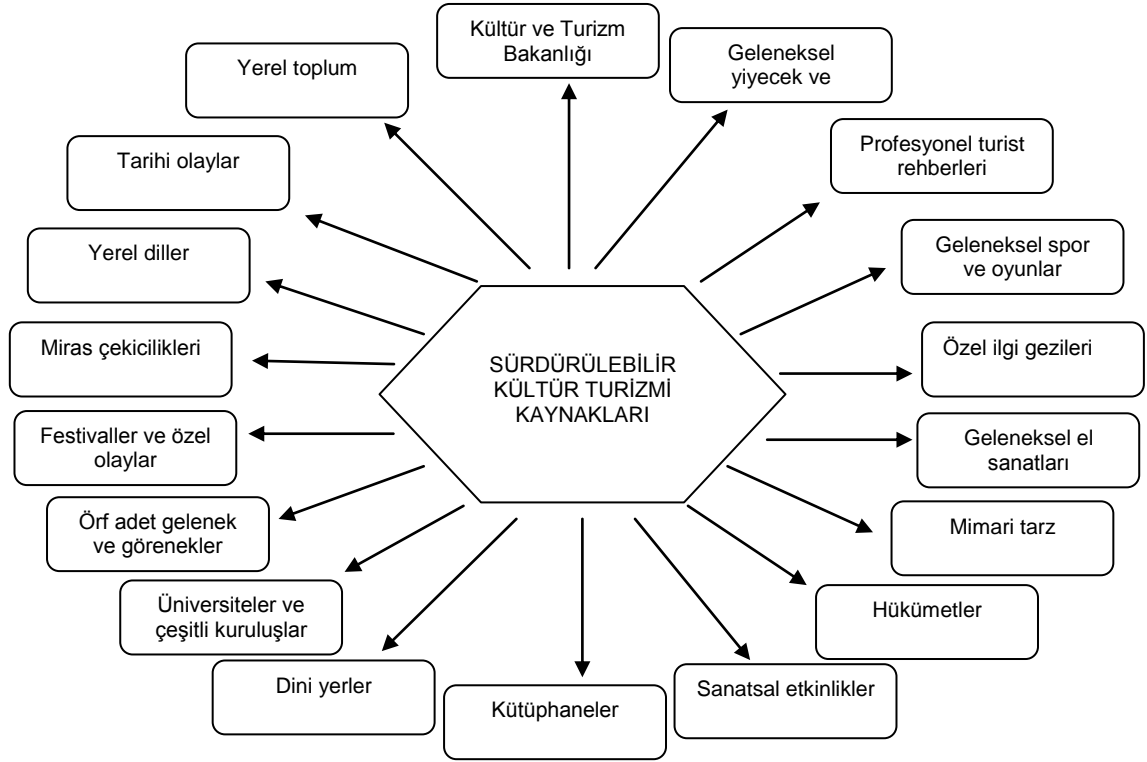 Kültür ve Turizm
Bakanlığı
Geleneksel
yiyecek ve
Yerel toplum
Profesyonel turist
rehberleri
Tarihi olaylar
Yerel diller
Geleneksel spor
ve oyunlar
Miras çekicilikleri
SÜRDÜRÜLEBİLİR
KÜLTÜR TURİZMİ
KAYNAKLARI
Özel ilgi gezileri
Festivaller ve özel
olaylar
Geleneksel el
sanatları
Örf adet gelenek
ve görenekler
Mimari tarz
Üniversiteler ve
çeşitli kuruluşlar
Hükümetler
Dini yerler
Kütüphaneler
Sanatsal etkinlikler